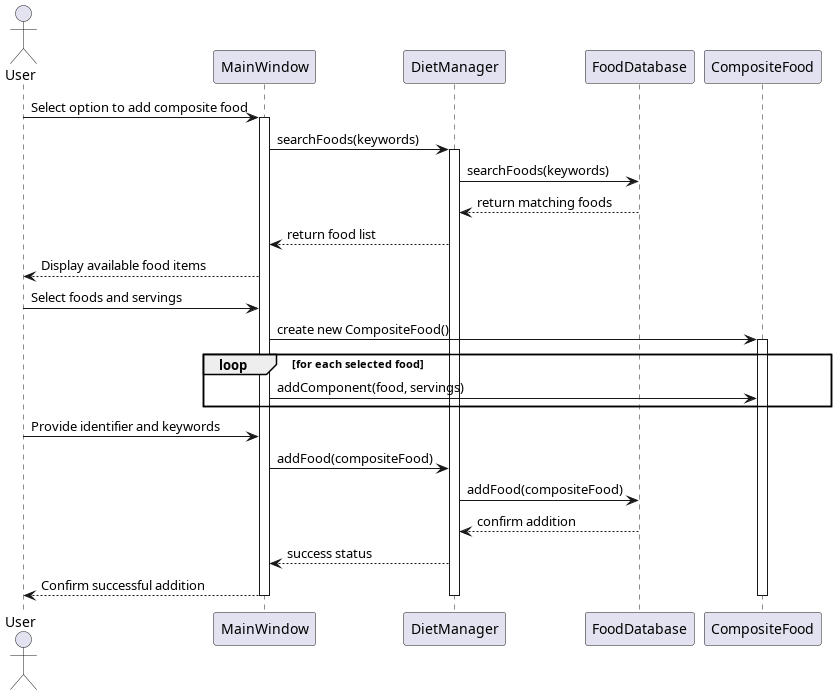 User
MainWindow
DietManager
FoodDatabase
CompositeFood
Select option to add composite food
searchFoods(keywords)
searchFoods(keywords)
return matching foods
return food list
Display available food items
Select foods and servings
create new CompositeFood()
loop
[for each selected food]
addComponent(food, servings)
Provide identifier and keywords
addFood(compositeFood)
addFood(compositeFood)
confirm addition
success status
Confirm successful addition
User
MainWindow
DietManager
FoodDatabase
CompositeFood